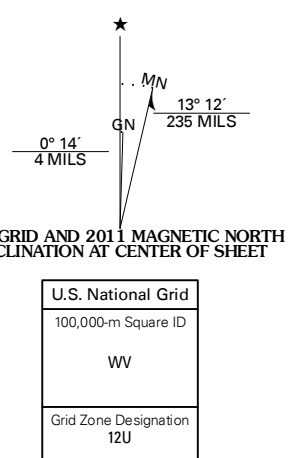 ★
MN
GN
13° 12´
235 MILS
0° 14´
4 MILS
GRID AND 2011 MAGNETIC NORTH
CLINATION AT CENTER OF SHEET
U.S. National Grid
100,000-m Square ID
WV
Grid Zone Designation
12U